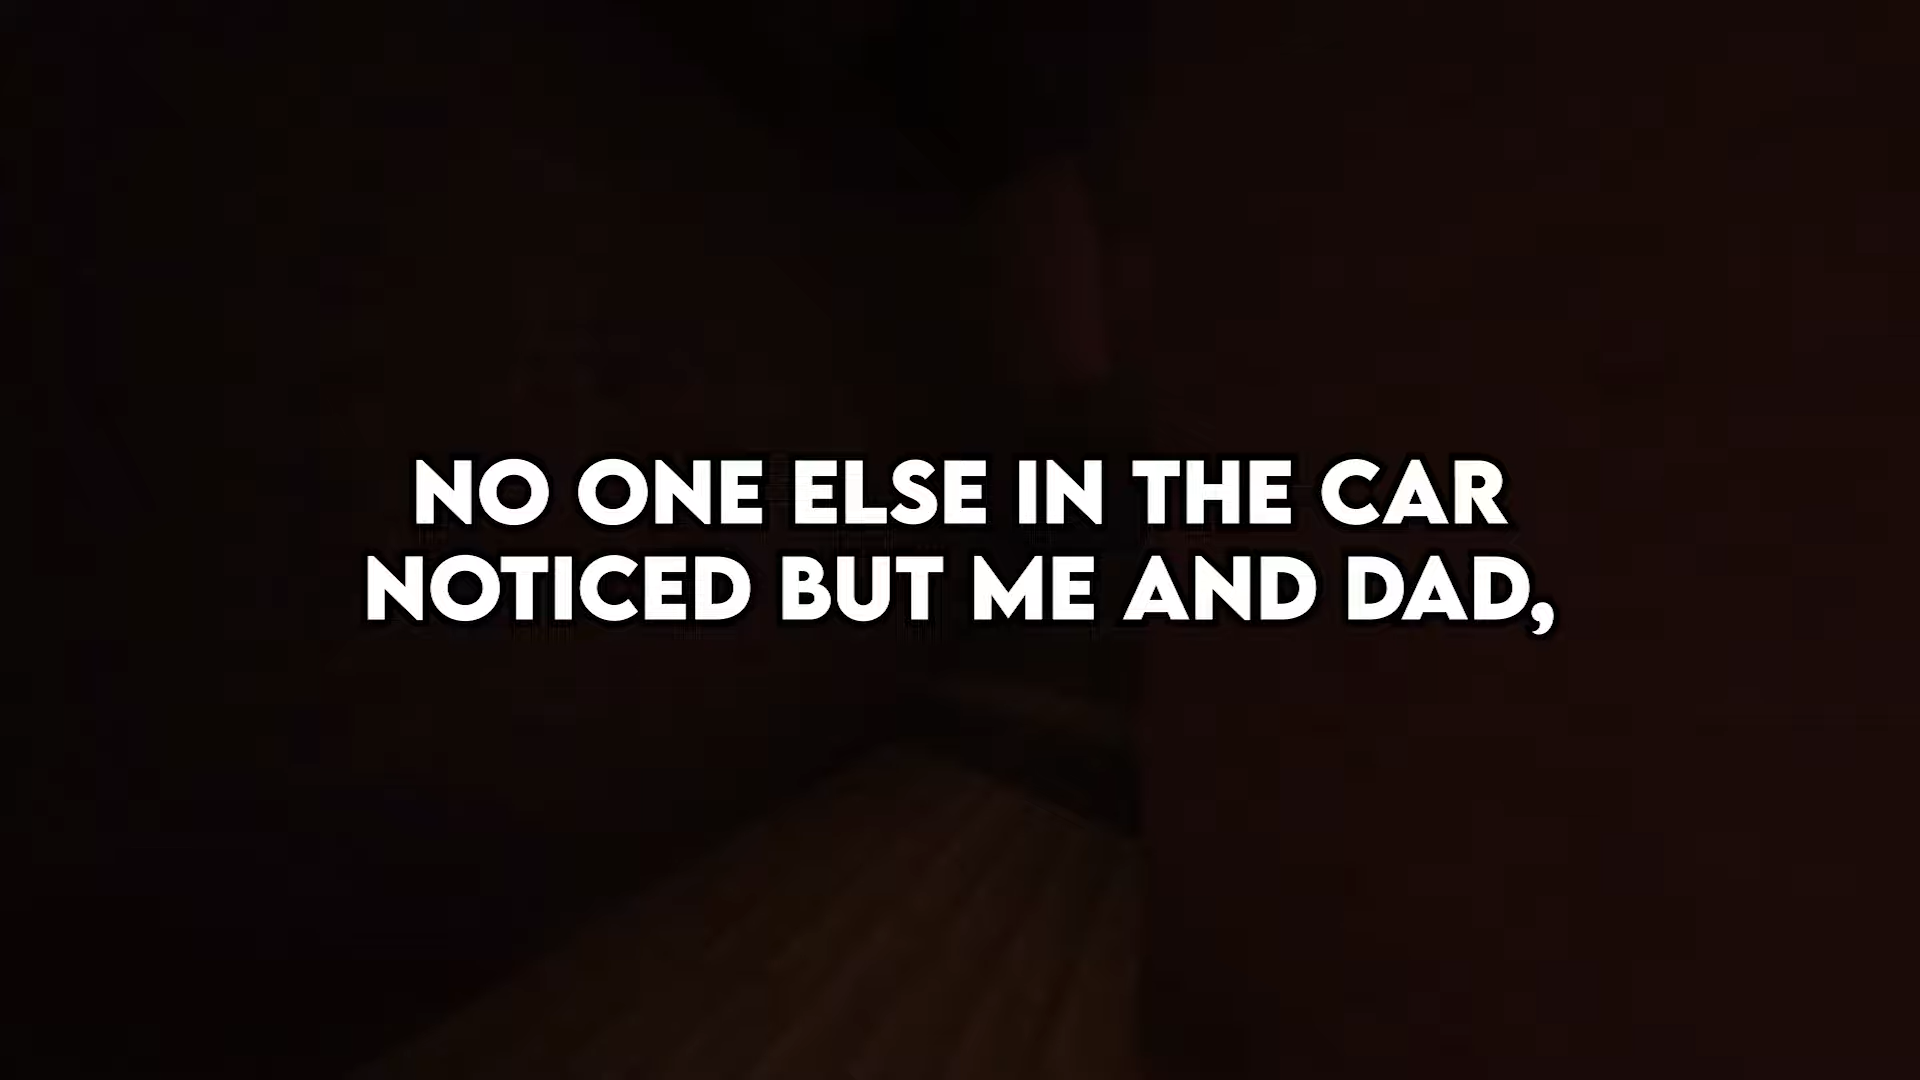 NO ONE ELSE IN THE CAR
NOTICED BUT ME AND DAD,